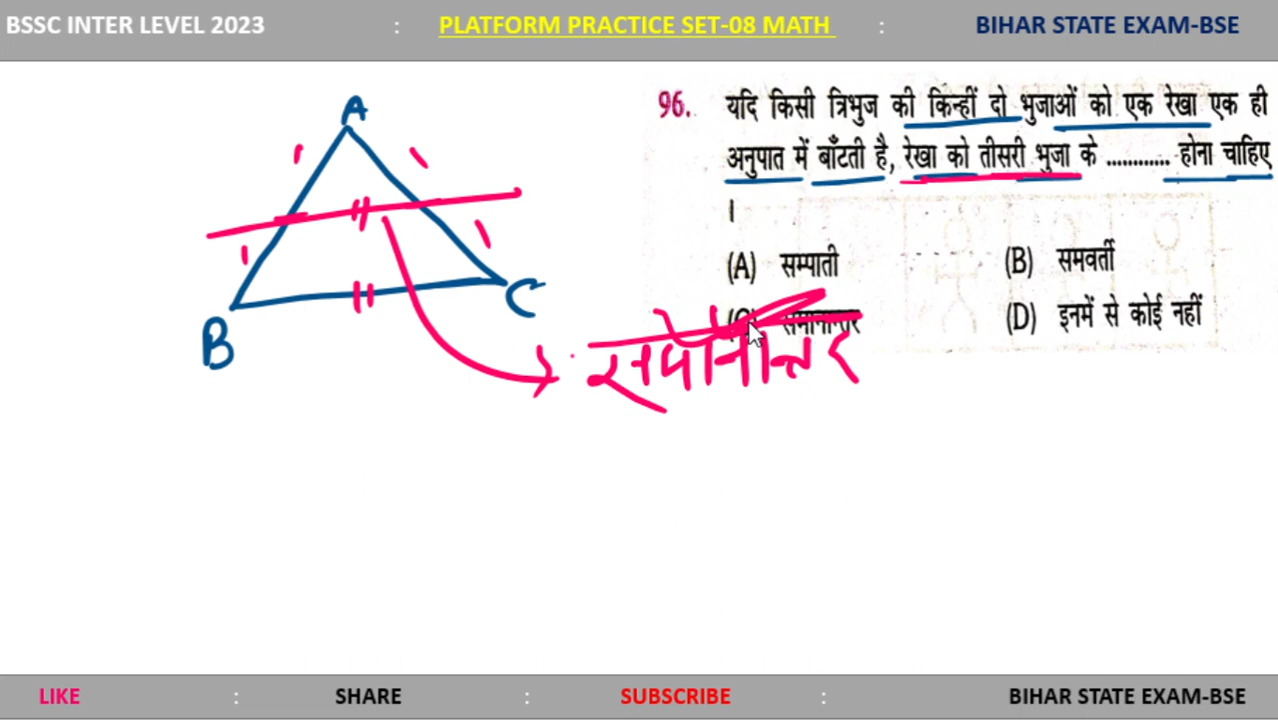 BSSC INTER LEVEL 2023 : PLATFORM PRACTICE SET-08 MATH : BIHAR STATE EXAM-BSE
96. यदि किसी त्रिभुज की किन्हीं दो भुजाओं को एक रेखा एक ही
अनुपात में बाँटती है, रेखा को तीसरी भुजा के ............ होना चाहिए
।
(A) सम्पाती (B) समवर्ती
(C) समानान्तर (D) इनमें से कोई नहीं
A
B
C
LIKE : SHARE : SUBSCRIBE : BIHAR STATE EXAM-BSE